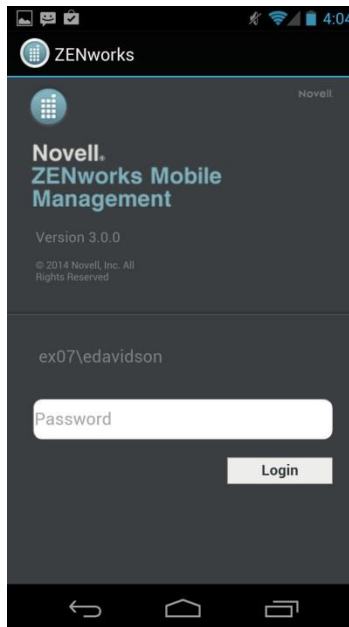 4:04
ZENworks
Novell.
Novell®
ZENworks Mobile
Management
Version 3.0.0
© 2014 Novell, Inc. All
Rights Reserved
ex07\edavidson
Password
Login